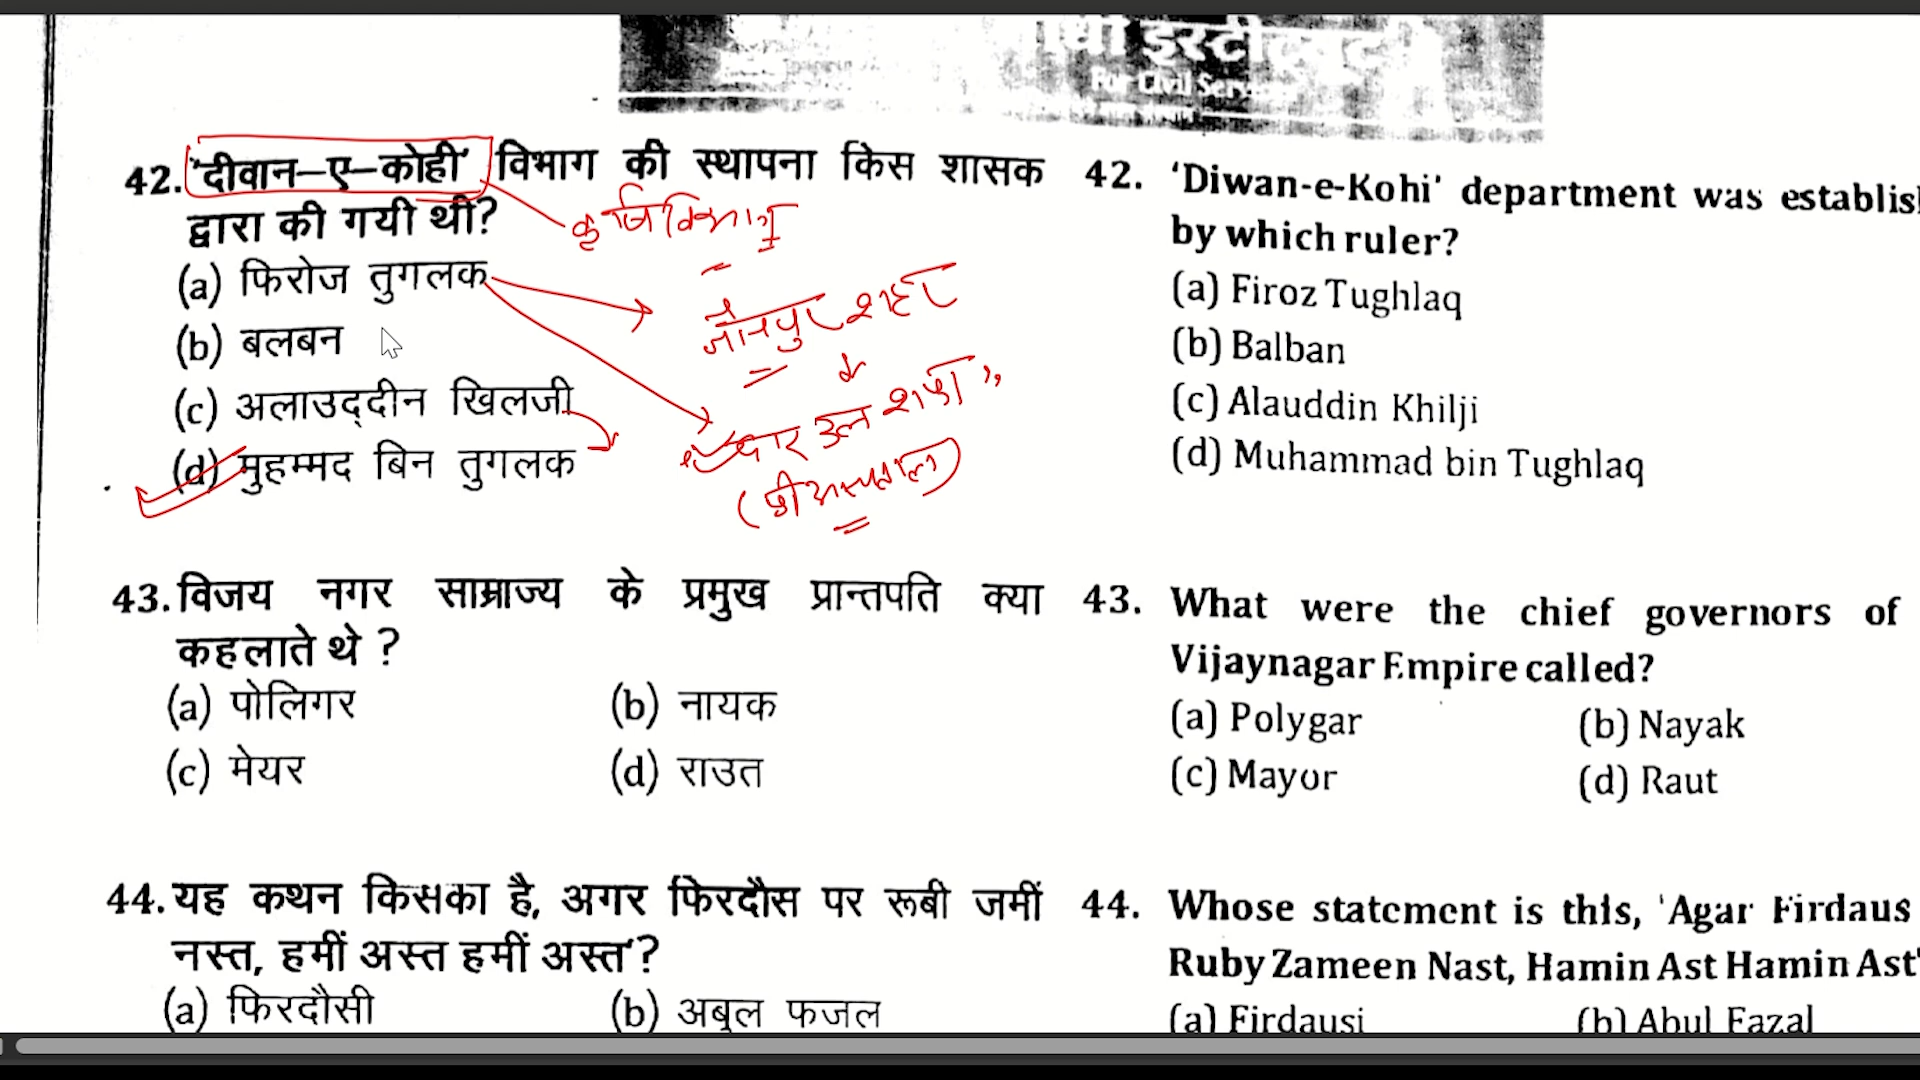 For Civil Serv
42. 'दीवान–ए–कोही' विभाग की स्थापना किस शासक
द्वारा की गयी थी?
कृषि विभाग
(a) फिरोज तुगलक
जौनपुर शहर
(b) बलबन
(c) अलाउद्दीन खिलजी
(d) मुहम्मद बिन तुगलक
43. विजय नगर साम्राज्य के प्रमुख प्रान्तपति क्या
कहलाते थे ?
(a) पोलिगर (b) नायक
(c) मेयर (d) राउत
44. यह कथन किसका है, अगर फिरदौस पर रूबी जमीं
नस्त, हमीं अस्त हमीं अस्त'?
(a) फिरदौसी (b) अबुल फजल
42. 'Diwan-e-Kohi' department was establis
by which ruler?
(a) Firoz Tughlaq
(b) Balban
(c) Alauddin Khilji
(d) Muhammad bin Tughlaq
43. What were the chief governors of
Vijaynagar Empire called?
(a) Polygar (b) Nayak
(c) Mayor (d) Raut
44. Whose statement is this, 'Agar Firdaus
Ruby Zameen Nast, Hamin Ast Hamin Ast'
(a) Firdausi (b) Abul Fazal